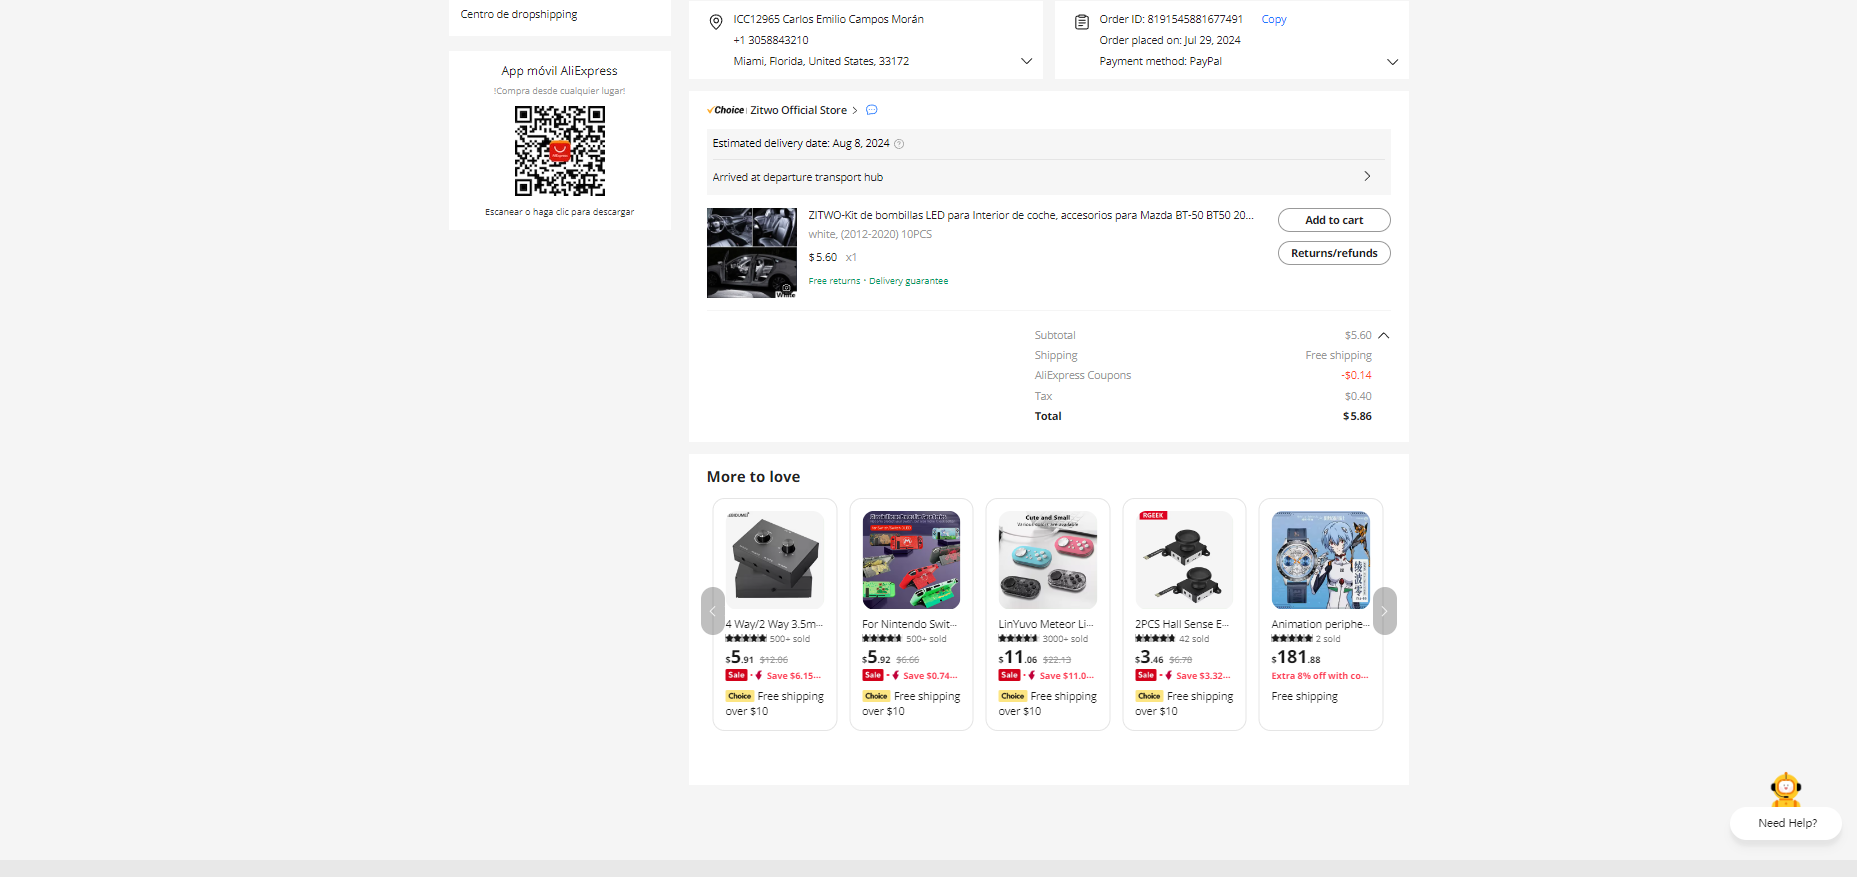 Centro de dropshipping
App móvil AliExpress
!Compra desde cualquier lugar!
Escanear o haga clic para descargar
ICC12965 Carlos Emilio Campos Morán
+1 3058843210
Miami, Florida, United States, 33172
Order ID: 8191545881677491 Copy
Order placed on: Jul 29, 2024
Payment method: PayPal
Choice Zitwo Official Store
Estimated delivery date: Aug 8, 2024
Arrived at departure transport hub
ZITWO-Kit de bombillas LED para Interior de coche, accesorios para Mazda BT-50 BT50 20...
white, (2012-2020) 10PCS
$5.60 x1
Free returns · Delivery guarantee
White
Add to cart
Returns/refunds
Subtotal $5.60
Shipping Free shipping
AliExpress Coupons -$0.14
Tax $0.40
Total $5.86
More to love
4 Way/2 Way 3.5m...
500+ sold
$5.91 $12.06
Sale Save $6.15...
Choice Free shipping
over $10
For Nintendo Swit...
500+ sold
$5.92 $6.66
Sale Save $0.74...
Choice Free shipping
over $10
Cute and Small
LinYuvo Meteor Li...
3000+ sold
$11.06 $22.13
Sale Save $11.0...
Choice Free shipping
over $10
RGEEK
2PCS Hall Sense E...
42 sold
$3.46 $6.78
Sale Save $3.32...
Choice Free shipping
over $10
綾波零
Animation periphe...
2 sold
$181.88
Extra 8% off with co...
Free shipping
Need Help?